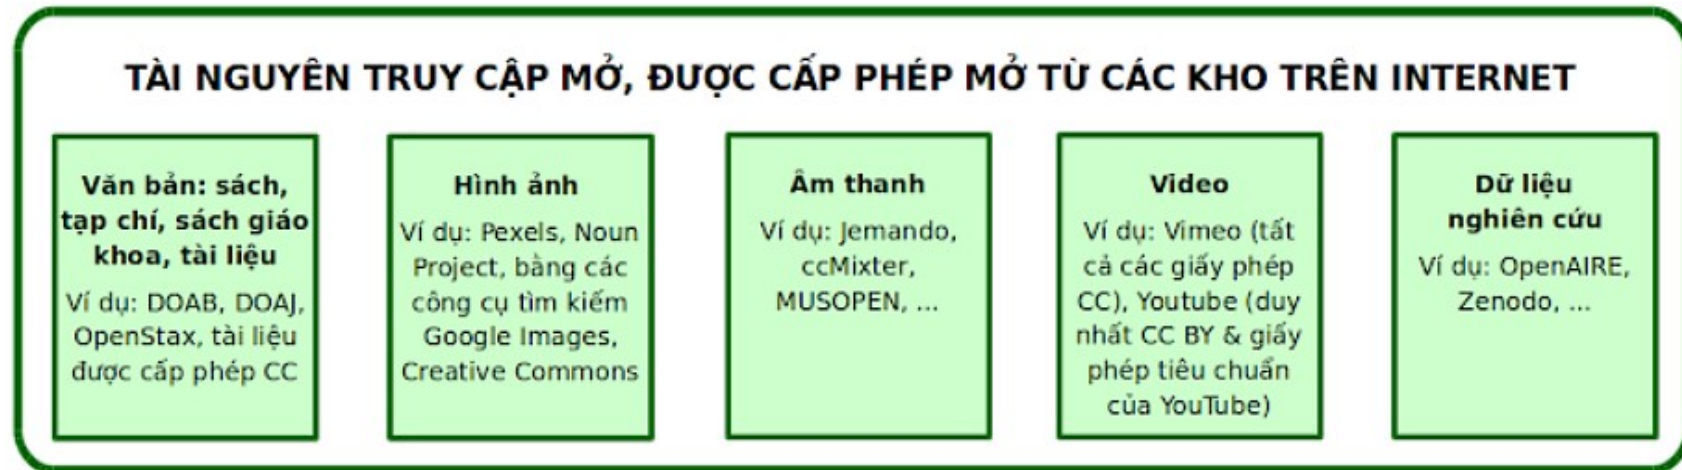 TÀI NGUYÊN TRUY CẬP MỞ, ĐƯỢC CẤP PHÉP MỞ TỪ CÁC KHO TRÊN INTERNET
Văn bản: sách,
tạp chí, sách giáo
khoa, tài liệu
Ví dụ: DOAB, DOAJ,
OpenStax, tài liệu
được cấp phép CC
Hình ảnh
Ví dụ: Pexels, Noun
Project, bằng các
công cụ tìm kiếm
Google Images,
Creative Commons
Âm thanh
Ví dụ: Jemando,
ccMixter,
MUSOPEN, ...
Video
Ví dụ: Vimeo (tất
cả các giấy phép
CC), Youtube (duy
nhất CC BY & giấy
phép tiêu chuẩn
của YouTube)
Dữ liệu
nghiên cứu
Ví dụ: OpenAIRE,
Zenodo, ...